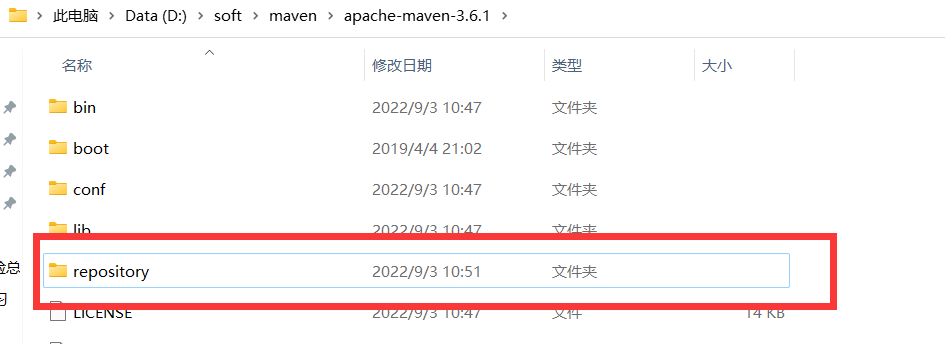 此电脑 > Data (D:) > soft > maven > apache-maven-3.6.1 >
名称 修改日期 类型 大小
bin 2022/9/3 10:47 文件夹
boot 2019/4/4 21:02 文件夹
conf 2022/9/3 10:47 文件夹
lib 2022/9/3 10:47 文件夹
repository 2022/9/3 10:51 文件夹
LICENSE 2022/9/3 10:47 文件 14 KB